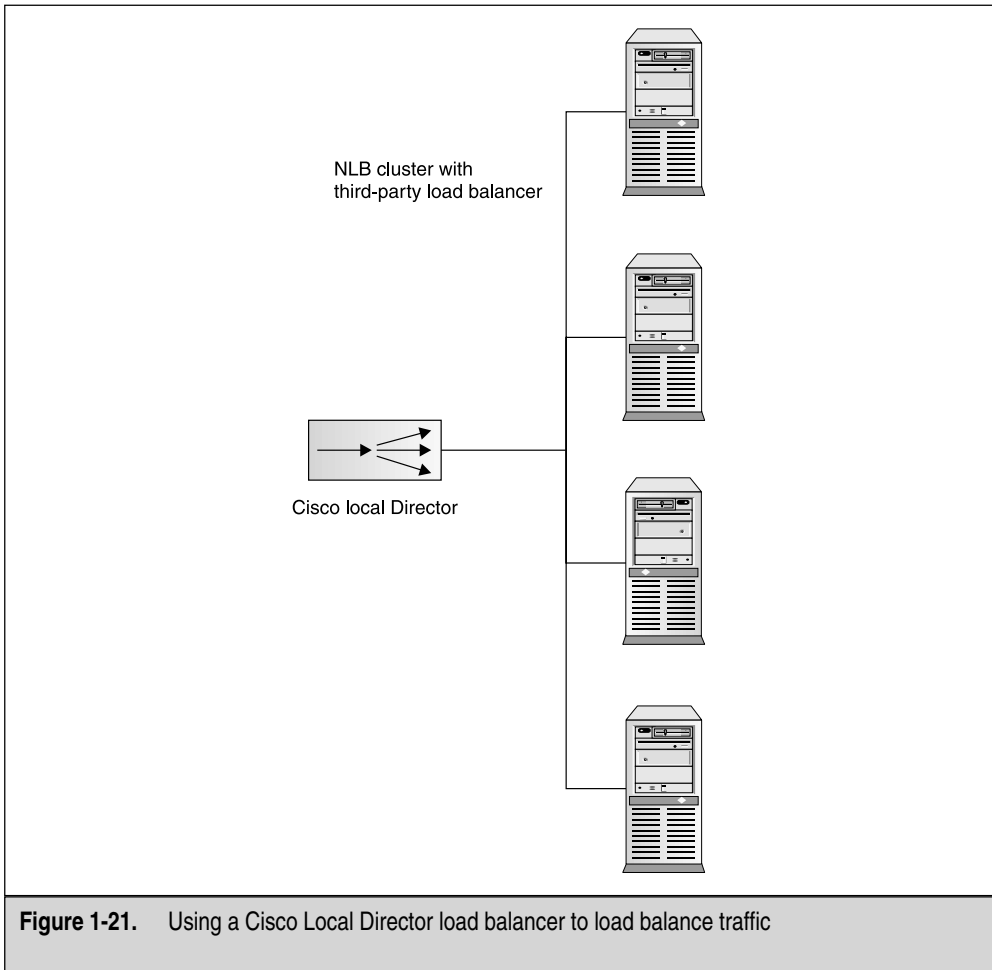 NLB cluster with
third-party load balancer
Cisco local Director
Figure 1-21. Using a Cisco Local Director load balancer to load balance traffic